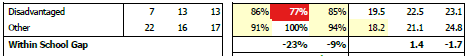 Disadvantaged 7 13 13 86% 77% 85% 19.5 22.5 23.1
Other 22 16 17 91% 100% 94% 18.2 21.1 24.8
Within School Gap -23% -9% 1.4 -1.7